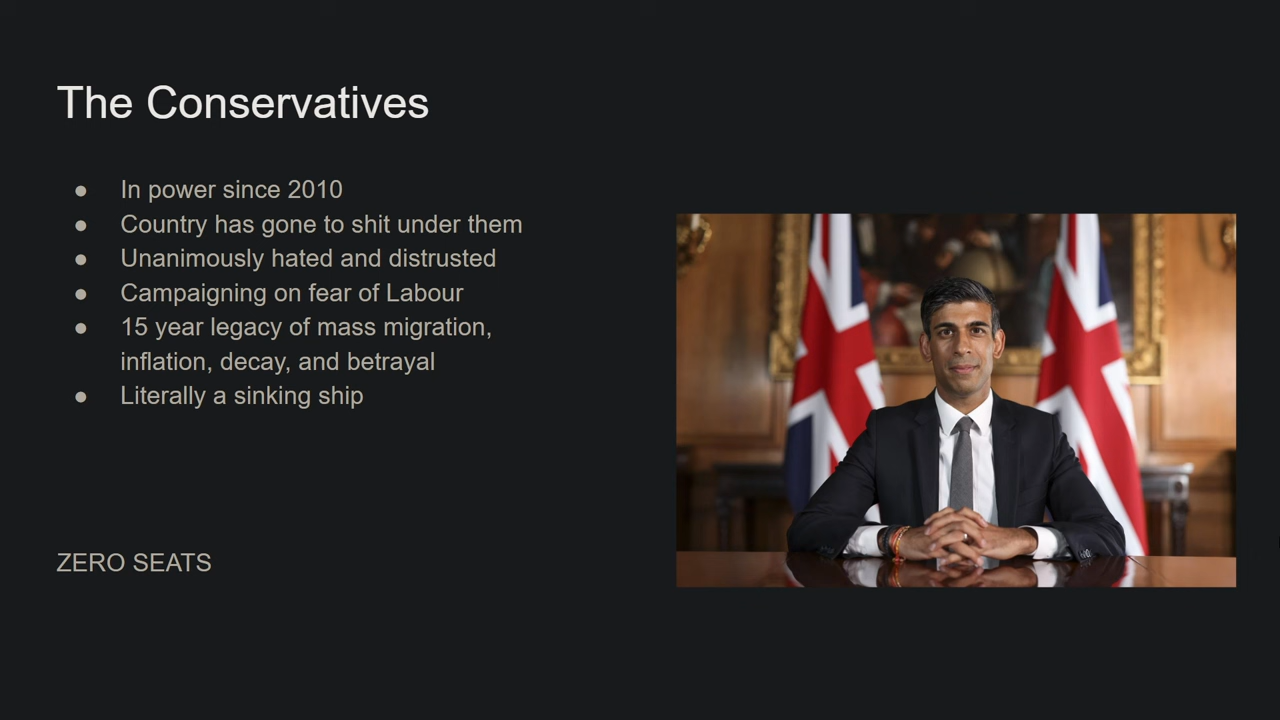 The Conservatives
● In power since 2010
● Country has gone to shit under them
● Unanimously hated and distrusted
● Campaigning on fear of Labour
● 15 year legacy of mass migration,
inflation, decay, and betrayal
● Literally a sinking ship
ZERO SEATS